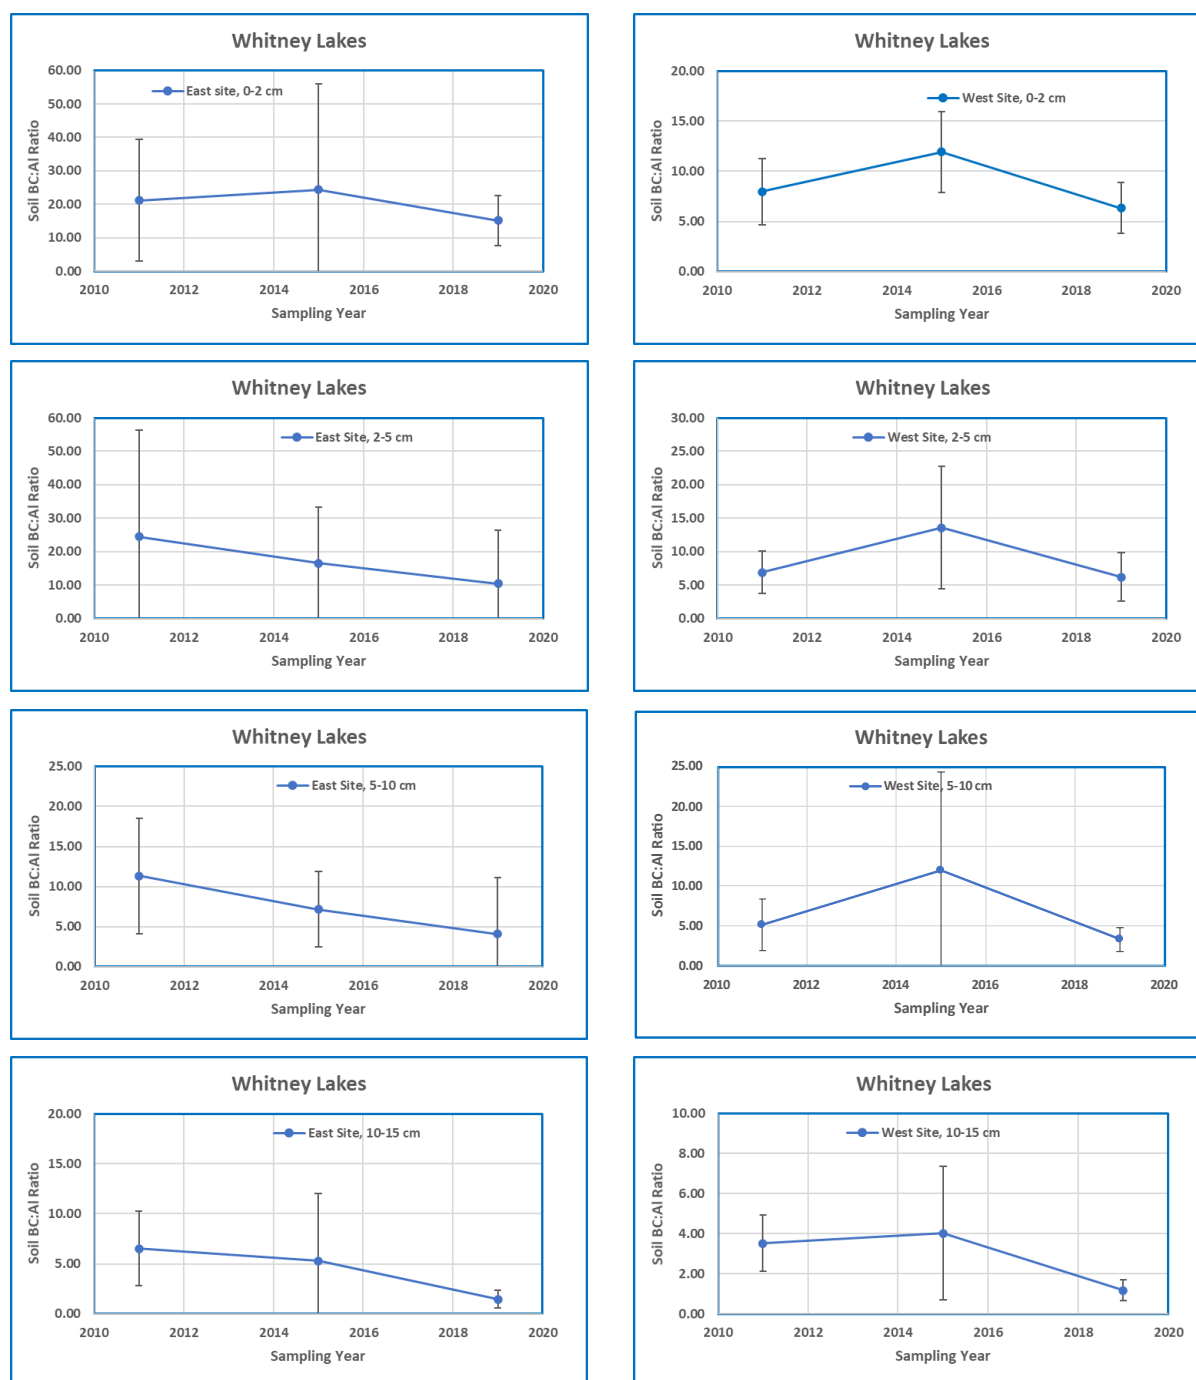 Whitney Lakes
East site, 0-2 cm
Soil BC:Al Ratio
60.00
50.00
40.00
30.00
20.00
10.00
0.00
2010 2012 2014 2016 2018 2020
Sampling Year
Whitney Lakes
West Site, 0-2 cm
Soil BC:Al Ratio
20.00
15.00
10.00
5.00
0.00
2010 2012 2014 2016 2018 2020
Sampling Year
Whitney Lakes
East Site, 2-5 cm
Soil BC:Al Ratio
60.00
50.00
40.00
30.00
20.00
10.00
0.00
2010 2012 2014 2016 2018 2020
Sampling Year
Whitney Lakes
West Site, 2-5 cm
Soil BC:Al Ratio
30.00
25.00
20.00
15.00
10.00
5.00
0.00
2010 2012 2014 2016 2018 2020
Sampling Year
Whitney Lakes
East Site, 5-10 cm
Soil BC:Al Ratio
25.00
20.00
15.00
10.00
5.00
0.00
2010 2012 2014 2016 2018 2020
Sampling Year
Whitney Lakes
West Site, 5-10 cm
Soil BC:Al Ratio
25.00
20.00
15.00
10.00
5.00
0.00
2010 2012 2014 2016 2018 2020
Sampling Year
Whitney Lakes
East Site, 10-15 cm
Soil BC:Al Ratio
20.00
15.00
10.00
5.00
0.00
2010 2012 2014 2016 2018 2020
Sampling Year
Whitney Lakes
West Site, 10-15 cm
Soil BC:Al Ratio
10.00
8.00
6.00
4.00
2.00
0.00
2010 2012 2014 2016 2018 2020
Sampling Year